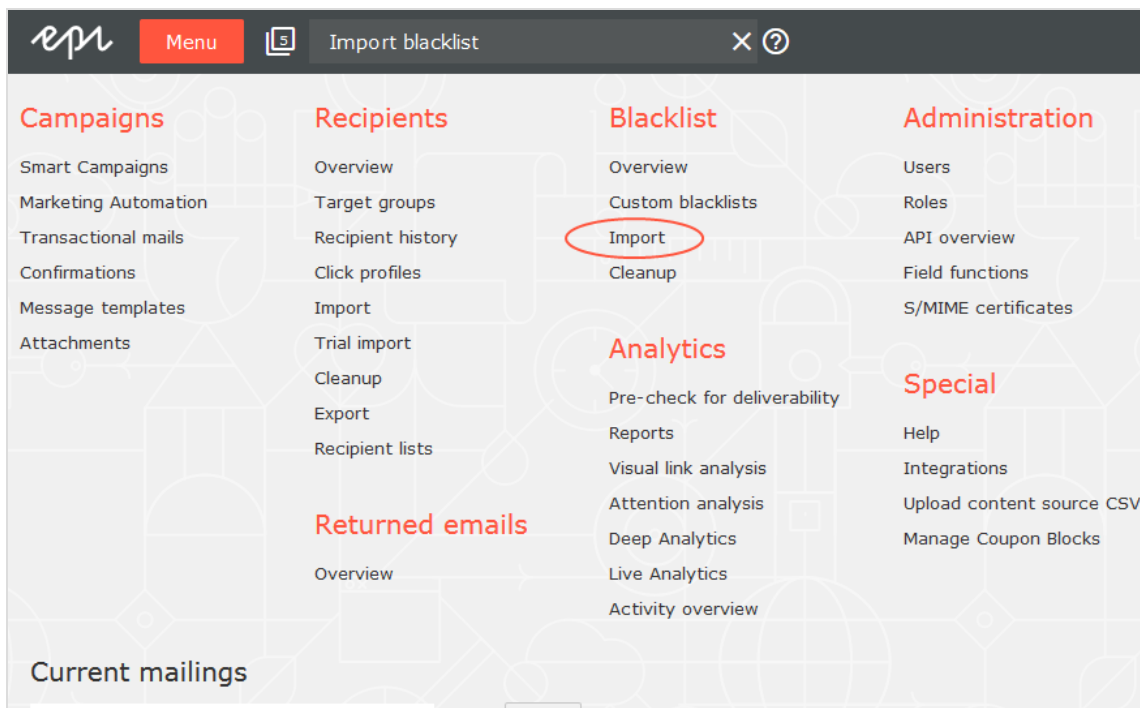 epi
Menu
5
Import blacklist
Campaigns
Smart Campaigns
Marketing Automation
Transactional mails
Confirmations
Message templates
Attachments
Recipients
Overview
Target groups
Recipient history
Click profiles
Import
Trial import
Cleanup
Export
Recipient lists
Returned emails
Overview
Blacklist
Overview
Custom blacklists
Import
Cleanup
Analytics
Pre-check for deliverability
Reports
Visual link analysis
Attention analysis
Deep Analytics
Live Analytics
Activity overview
Administration
Users
Roles
API overview
Field functions
S/MIME certificates
Special
Help
Integrations
Upload content source CSV
Manage Coupon Blocks
Current mailings